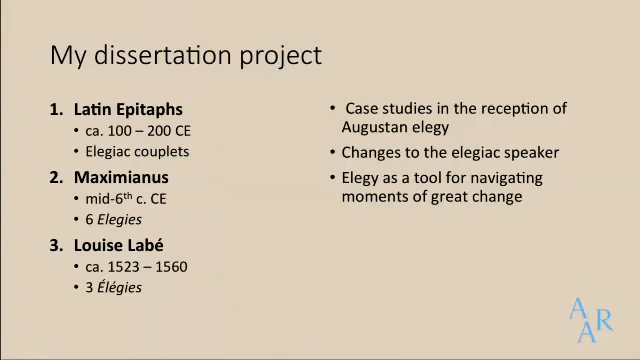 My dissertation project
1. Latin Epitaphs
• ca. 100 – 200 CE
• Elegiac couplets
2. Maximianus
• mid-6th c. CE
• 6 Elegies
3. Louise Labé
• ca. 1523 – 1560
• 3 Élégies
• Case studies in the reception of
Augustan elegy
• Changes to the elegiac speaker
• Elegy as a tool for navigating
moments of great change
A
A R